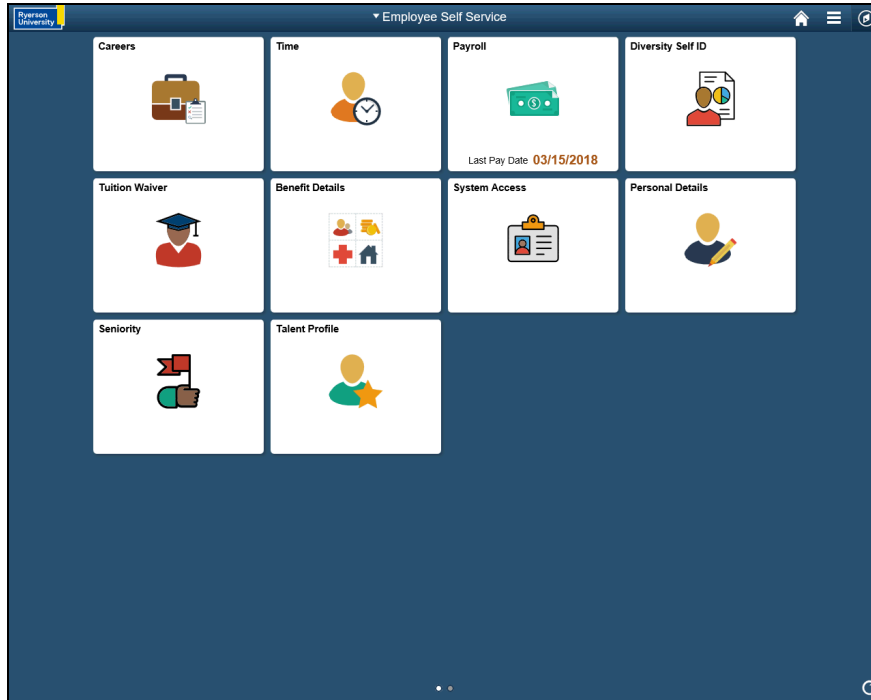 Ryerson
University
Employee Self Service
Careers
Time
Payroll
Diversity Self ID
Last Pay Date 03/15/2018
Tuition Waiver
Benefit Details
System Access
Personal Details
Seniority
Talent Profile